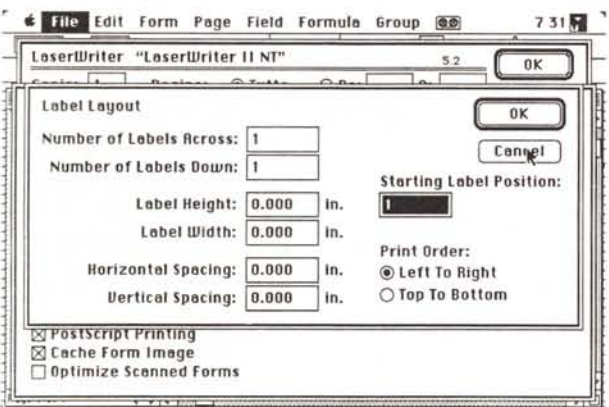 File Edit Form Page Field Formula Group 7 31
LaserWriter "LaserWriter II NT" 5.2 OK
Label Layout OK
Number of Labels Across: 1
Cancel
Number of Labels Down: 1
Starting Label Position:
Label Height: 0.000 in. 1
Label Width: 0.000 in.
Print Order:
Horizontal Spacing: 0.000 in. Left To Right
Vertical Spacing: 0.000 in. Top To Bottom
PostScript Printing
Cache Form Image
Optimize Scanned Forms